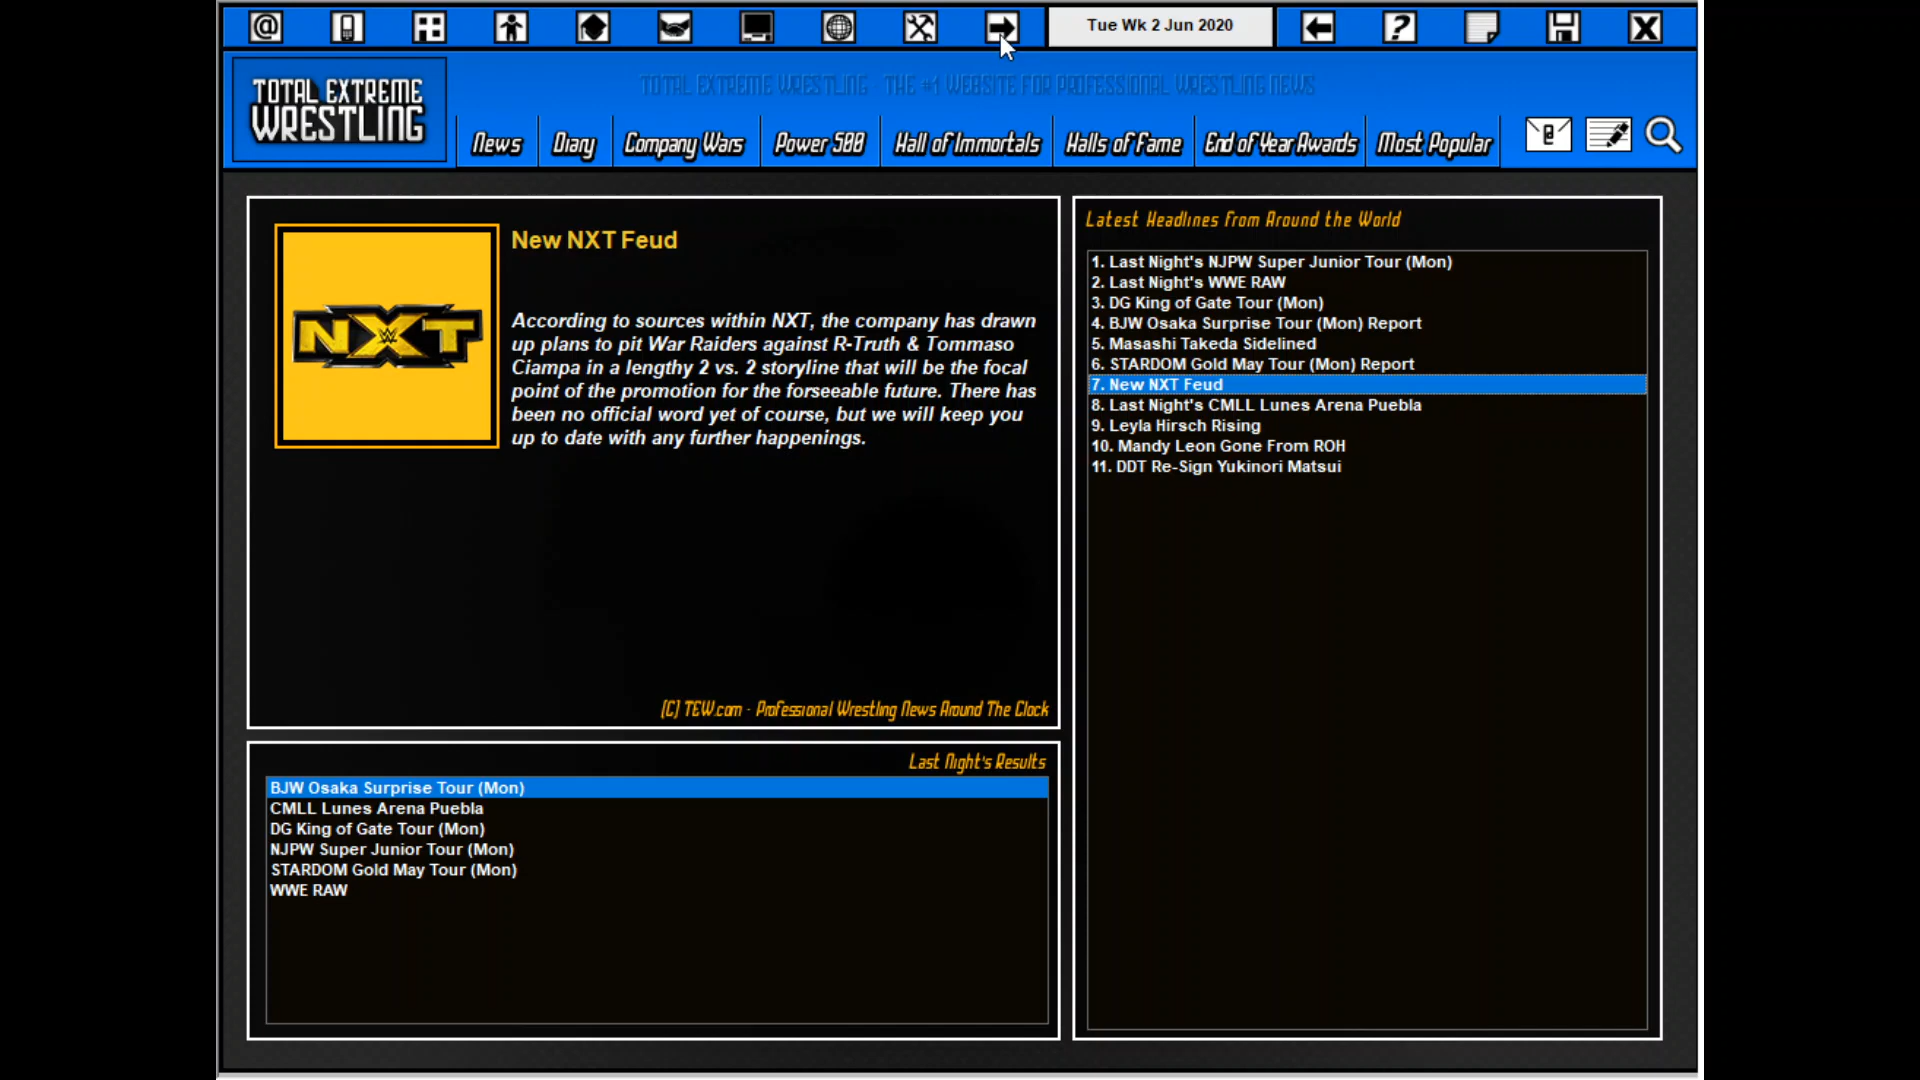 @
Tue Wk 2 Jun 2020
?
X
TOTAL EXTREME
WRESTLING
TOTAL EXTREME WRESTLING - THE #1 WEBSITE FOR PROFESSIONAL WRESTLING NEWS
News
Diary
Company Wars
Power 500
Hall of Immortals
Halls of Fame
End of Year Awards
Most Popular
NXT
New NXT Feud
According to sources within NXT, the company has drawn
up plans to pit War Raiders against R-Truth & Tommaso
Ciampa in a lengthy 2 vs. 2 storyline that will be the focal
point of the promotion for the forseeable future. There has
been no official word yet of course, but we will keep you
up to date with any further happenings.
(C) TEW.com - Professional Wrestling News Around The Clock
Latest Headlines From Around the World
1. Last Night's NJPW Super Junior Tour (Mon)
2. Last Night's WWE RAW
3. DG King of Gate Tour (Mon)
4. BJW Osaka Surprise Tour (Mon) Report
5. Masashi Takeda Sidelined
6. STARDOM Gold May Tour (Mon) Report
7. New NXT Feud
8. Last Night's CMLL Lunes Arena Puebla
9. Leyla Hirsch Rising
10. Mandy Leon Gone From ROH
11. DDT Re-Sign Yukinori Matsui
Last Night's Results
BJW Osaka Surprise Tour (Mon)
CMLL Lunes Arena Puebla
DG King of Gate Tour (Mon)
NJPW Super Junior Tour (Mon)
STARDOM Gold May Tour (Mon)
WWE RAW